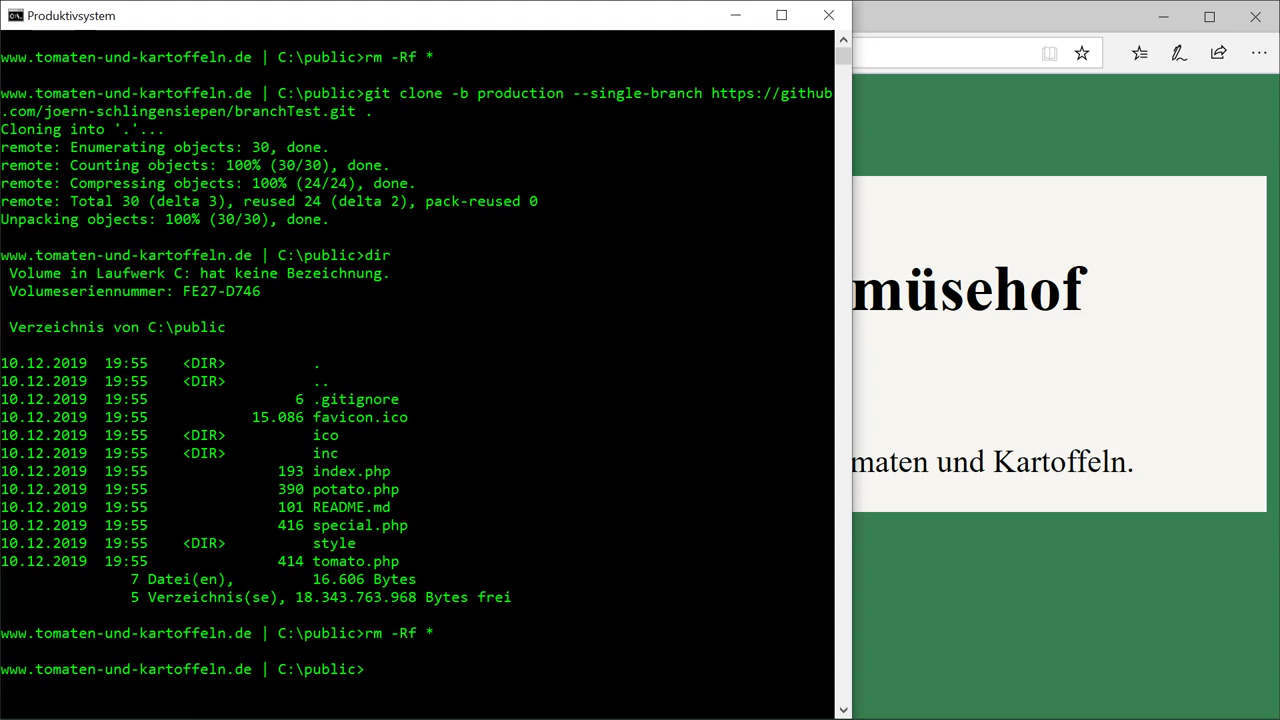 Produktivsystem
www.tomaten-und-kartoffeln.de | C:\public>rm -Rf *
www.tomaten-und-kartoffeln.de | C:\public>git clone -b production --single-branch https://github
.com/joern-schlingensiepen/branchTest.git .
Cloning into '.'...
remote: Enumerating objects: 30, done.
remote: Counting objects: 100% (30/30), done.
remote: Compressing objects: 100% (24/24), done.
remote: Total 30 (delta 3), reused 24 (delta 2), pack-reused 0
Unpacking objects: 100% (30/30), done.
www.tomaten-und-kartoffeln.de | C:\public>dir
Volume in Laufwerk C: hat keine Bezeichnung.
Volumeseriennummer: FE27-D746
Verzeichnis von C:\public
10.12.2019  19:55    <DIR>          .
10.12.2019  19:55    <DIR>          ..
10.12.2019  19:55                 6 .gitignore
10.12.2019  19:55            15.086 favicon.ico
10.12.2019  19:55    <DIR>          ico
10.12.2019  19:55    <DIR>          inc
10.12.2019  19:55               193 index.php
10.12.2019  19:55               390 potato.php
10.12.2019  19:55               101 README.md
10.12.2019  19:55               416 special.php
10.12.2019  19:55    <DIR>          style
10.12.2019  19:55               414 tomato.php
7 Datei(en),         16.606 Bytes
5 Verzeichnis(se), 18.343.763.968 Bytes frei
www.tomaten-und-kartoffeln.de | C:\public>rm -Rf *
www.tomaten-und-kartoffeln.de | C:\public>
müsehof
maten und Kartoffeln.